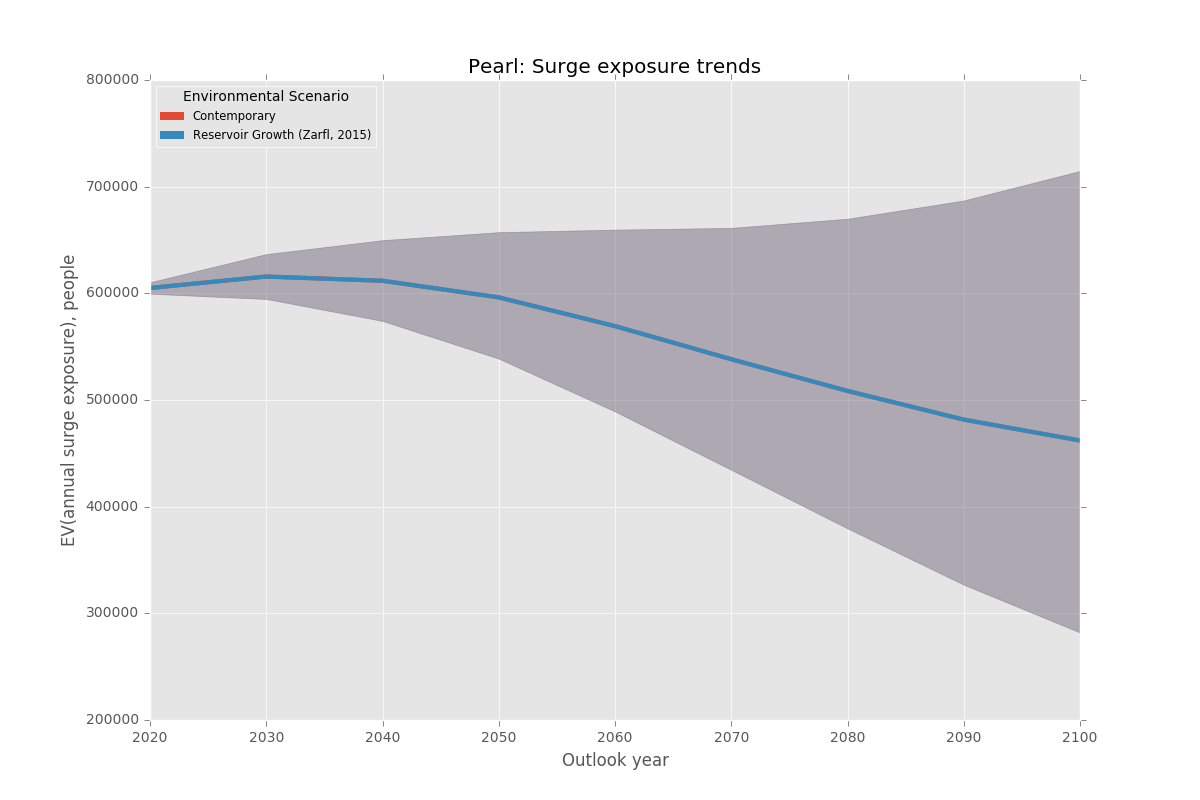 Pearl: Surge exposure trends
800000
700000
600000
500000
400000
300000
200000
EV(annual surge exposure), people
Environmental Scenario
Contemporary
Reservoir Growth (Zarfl, 2015)
2020 2030 2040 2050 2060 2070 2080 2090 2100
Outlook year